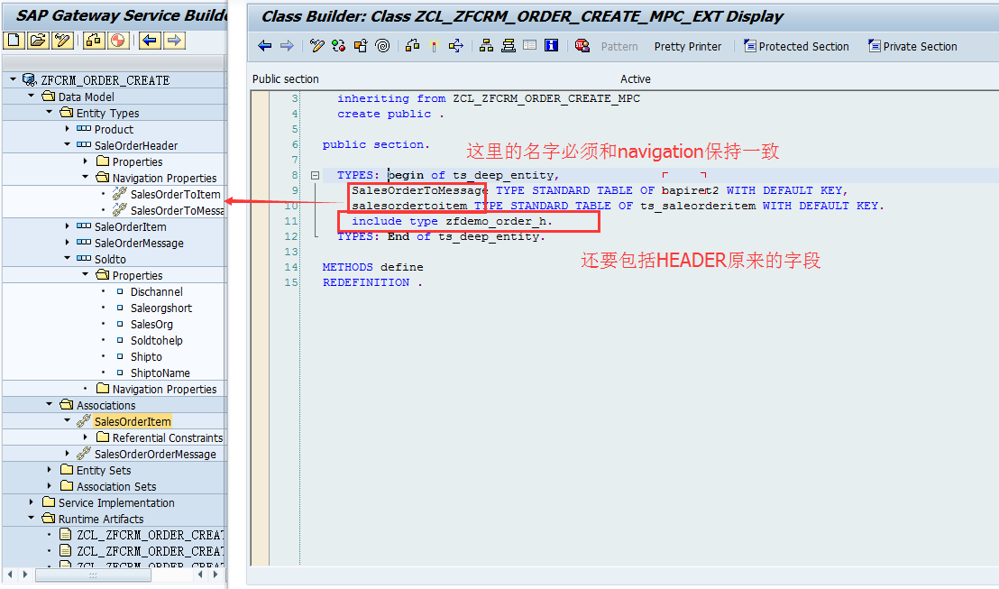 SAP Gateway Service Builde
ZFCRM_ORDER_CREATE
Data Model
Entity Types
Product
SaleOrderHeader
Properties
Navigation Properties
SalesOrderToItem
SalesOrderToMessa
SaleOrderItem
SaleOrderMessage
Soldto
Properties
Dischannel
Saleorgshort
SalesOrg
Soldtohelp
Shipto
ShiptoName
Navigation Properties
Associations
SalesOrderItem
Referential Constraints
SalesOrderOrderMessage
Entity Sets
Association Sets
Service Implementation
Runtime Artifacts
ZCL_ZFCRM_ORDER_CREAT
ZCL_ZFCRM_ORDER_CREAT
ZCL_ZFCRM_ORDER_CREAT
Class Builder: Class ZCL_ZFCRM_ORDER_CREATE_MPC_EXT Display
Pattern Pretty Printer Protected Section Private Section
Public section Active
3 inheriting from ZCL_ZFCRM_ORDER_CREATE_MPC
4 create public .
5
6 public section.
这里的名字必须和navigation保持一致
7
8 TYPES: begin of ts_deep_entity,
9 SalesOrderToMessage TYPE STANDARD TABLE OF bapiret2 WITH DEFAULT KEY,
10 salesordertoitem TYPE STANDARD TABLE OF ts_saleorderitem WITH DEFAULT KEY.
11 include type zfdemo_order_h.
12 TYPES: End of ts_deep_entity.
13
还要包括HEADER原来的字段
14 METHODS define
15 REDEFINITION .